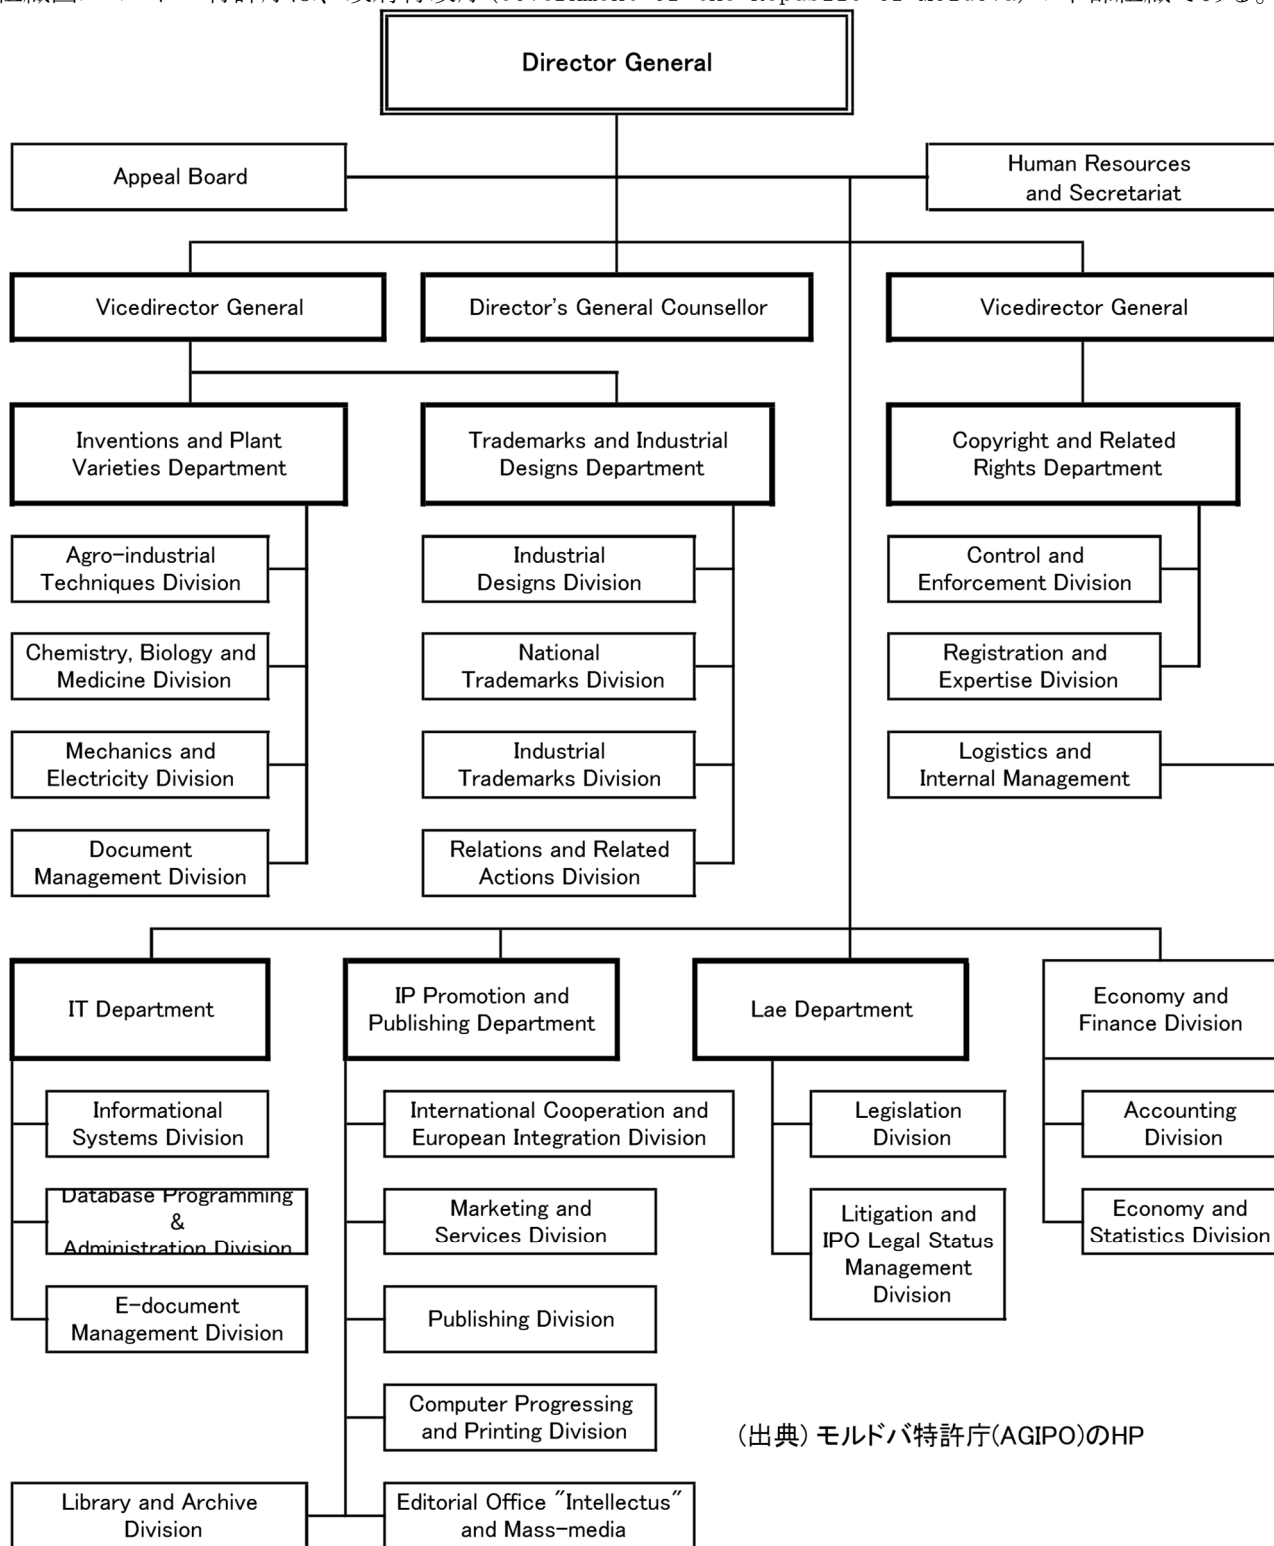 Director General
Appeal Board
Human Resources
and Secretariat
Vicedirector General
Director's General Counsellor
Vicedirector General
Inventions and Plant
Varieties Department
Trademarks and Industrial
Designs Department
Copyright and Related
Rights Department
Agro-industrial
Techniques Division
Industrial
Designs Division
Control and
Enforcement Division
Chemistry, Biology and
Medicine Division
National
Trademarks Division
Registration and
Expertise Division
Mechanics and
Electricity Division
Industrial
Trademarks Division
Logistics and
Internal Management
Document
Management Division
Relations and Related
Actions Division
IT Department
IP Promotion and
Publishing Department
Lae Department
Economy and
Finance Division
Informational
Systems Division
International Cooperation and
European Integration Division
Legislation
Division
Accounting
Division
Database Programming
&
Administration Division
Marketing and
Services Division
Litigation and
IPO Legal Status
Management
Division
Economy and
Statistics Division
E-document
Management Division
Publishing Division
Computer Progressing
and Printing Division
(出典) モルドバ特許庁(AGIPO)のHP
Library and Archive
Division
Editorial Office "Intellectus"
and Mass-media